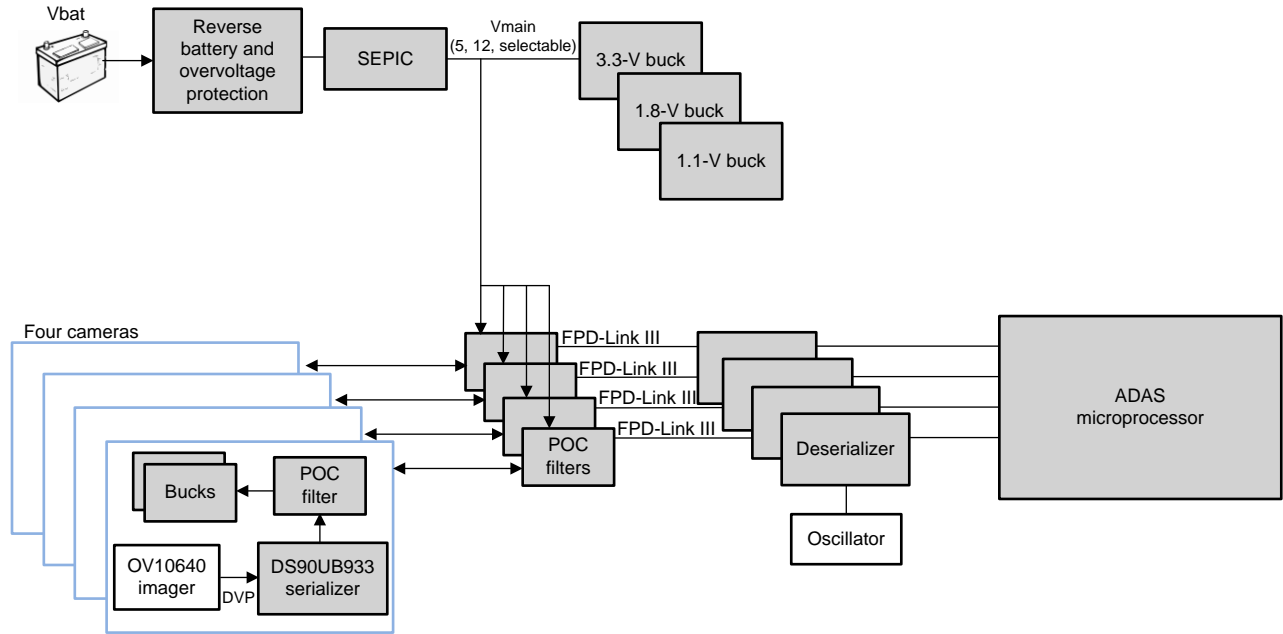 Vbat
Reverse
battery and
overvoltage
protection
SEPIC
Vmain
(5, 12, selectable)
3.3-V buck
1.8-V buck
1.1-V buck
Four cameras
FPD-Link III
FPD-Link III
FPD-Link III
FPD-Link III
POC
filters
Deserializer
Oscillator
ADAS
microprocessor
Bucks
POC
filter
OV10640
imager
DVP
DS90UB933
serializer